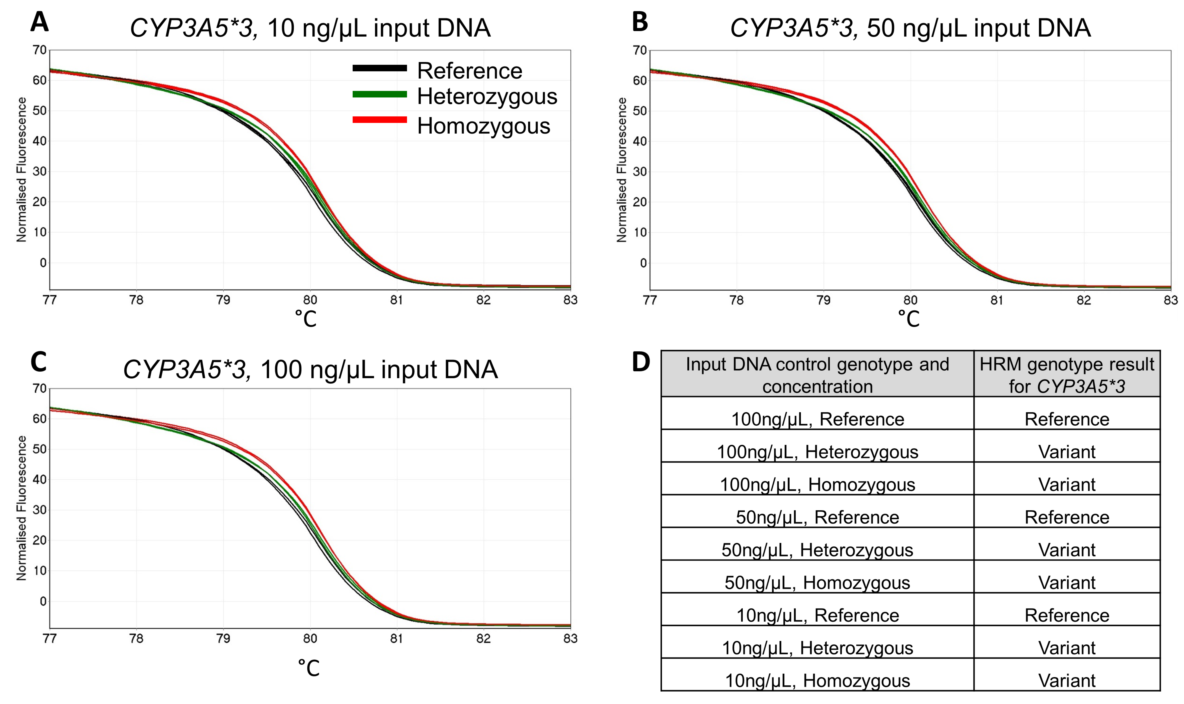 A
CYP3A5*3, 10 ng/µL input DNA
70
60
50
40
30
20
10
0
Normalised Fluorescence
Reference
Heterozygous
Homozygous
77 78 79 80 81 82 83
°C
B
CYP3A5*3, 50 ng/µL input DNA
70
60
50
40
30
20
10
0
Normalised Fluorescence
77 78 79 80 81 82 83
°C
C
CYP3A5*3, 100 ng/µL input DNA
70
60
50
40
30
20
10
0
Normalised Fluorescence
77 78 79 80 81 82 83
°C
D
Input DNA control genotype and
concentration
HRM genotype result
for CYP3A5*3
100ng/µL, Reference Reference
100ng/µL, Heterozygous Variant
100ng/µL, Homozygous Variant
50ng/µL, Reference Reference
50ng/µL, Heterozygous Variant
50ng/µL, Homozygous Variant
10ng/µL, Reference Reference
10ng/µL, Heterozygous Variant
10ng/µL, Homozygous Variant